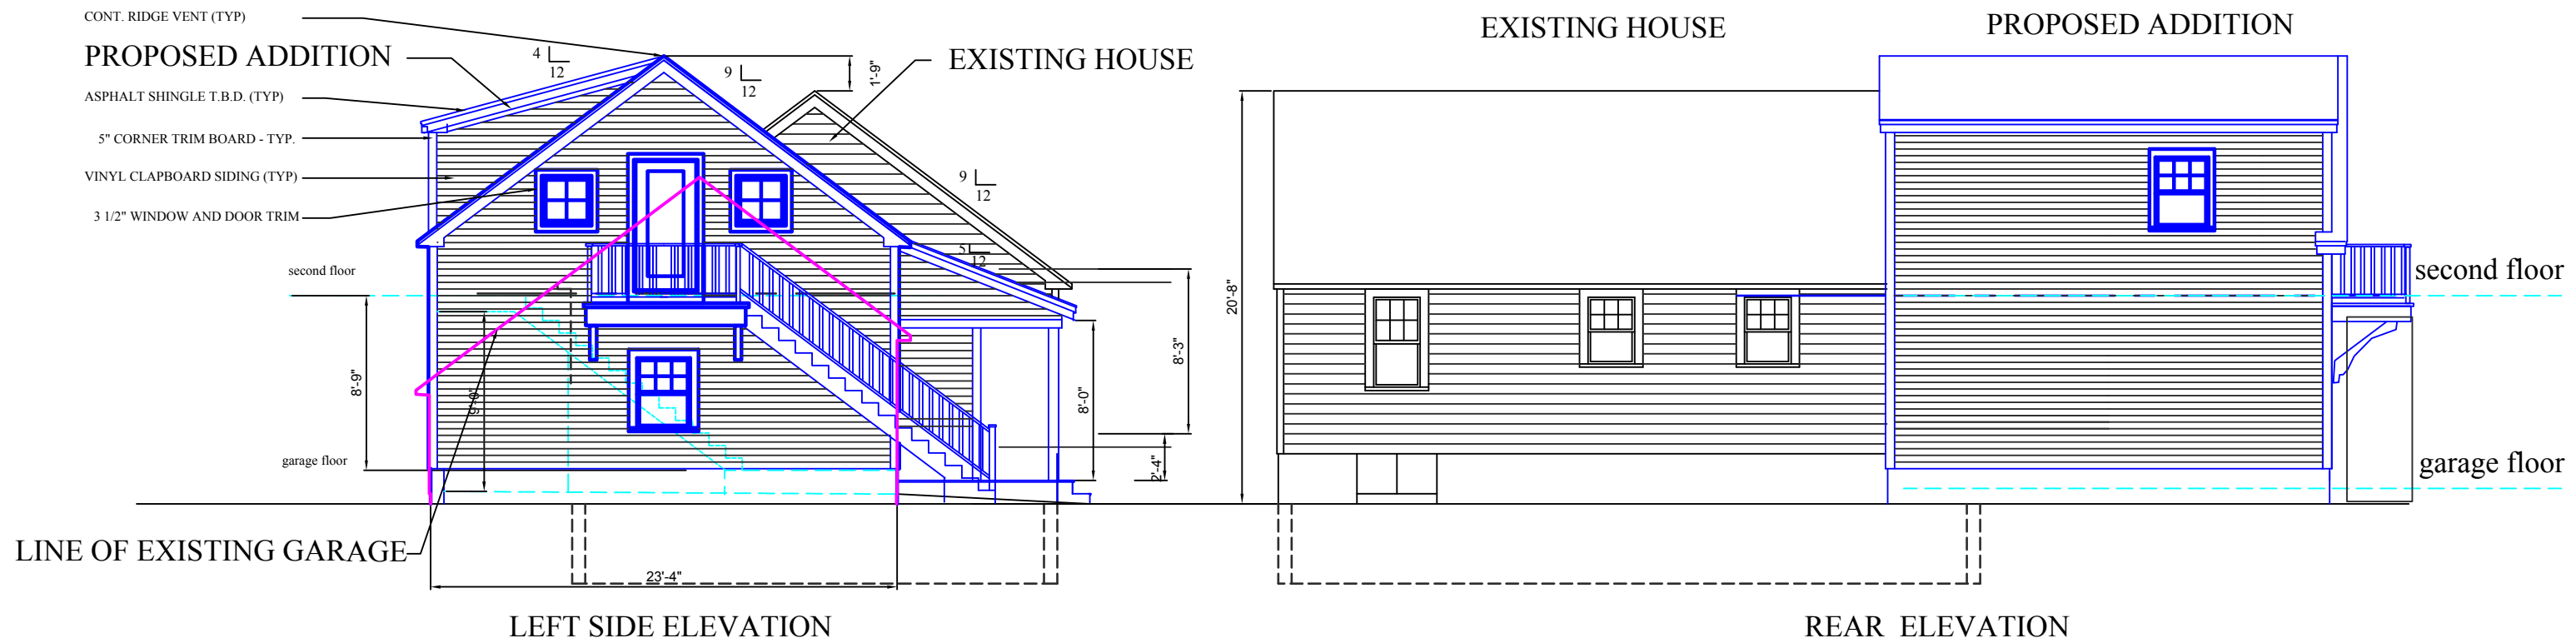 CONT. RIDGE VENT (TYP)
PROPOSED ADDITION
ASPHALT SHINGLE T.B.D. (TYP)
5" CORNER TRIM BOARD - TYP.
VINYL CLAPBOARD SIDING (TYP)
3 1/2" WINDOW AND DOOR TRIM
4
12
9
12
1'-9"
EXISTING HOUSE
9
12
5
12
second floor
garage floor
8'-9"
9'-0"
8'-3"
8'-0"
2'-4"
LINE OF EXISTING GARAGE
23'-4"
LEFT SIDE ELEVATION
EXISTING HOUSE
PROPOSED ADDITION
20'-8"
second floor
garage floor
REAR ELEVATION